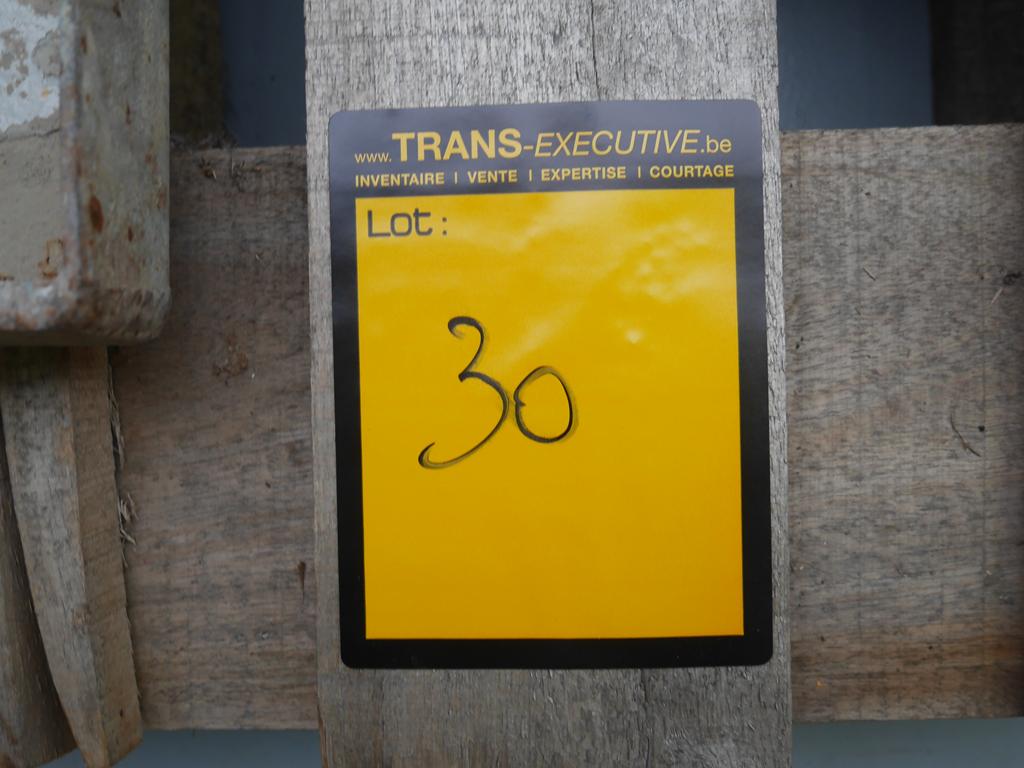 www.TRANS-EXECUTIVE.be
INVENTAIRE | VENTE | EXPERTISE | COURTAGE
Lot :
30